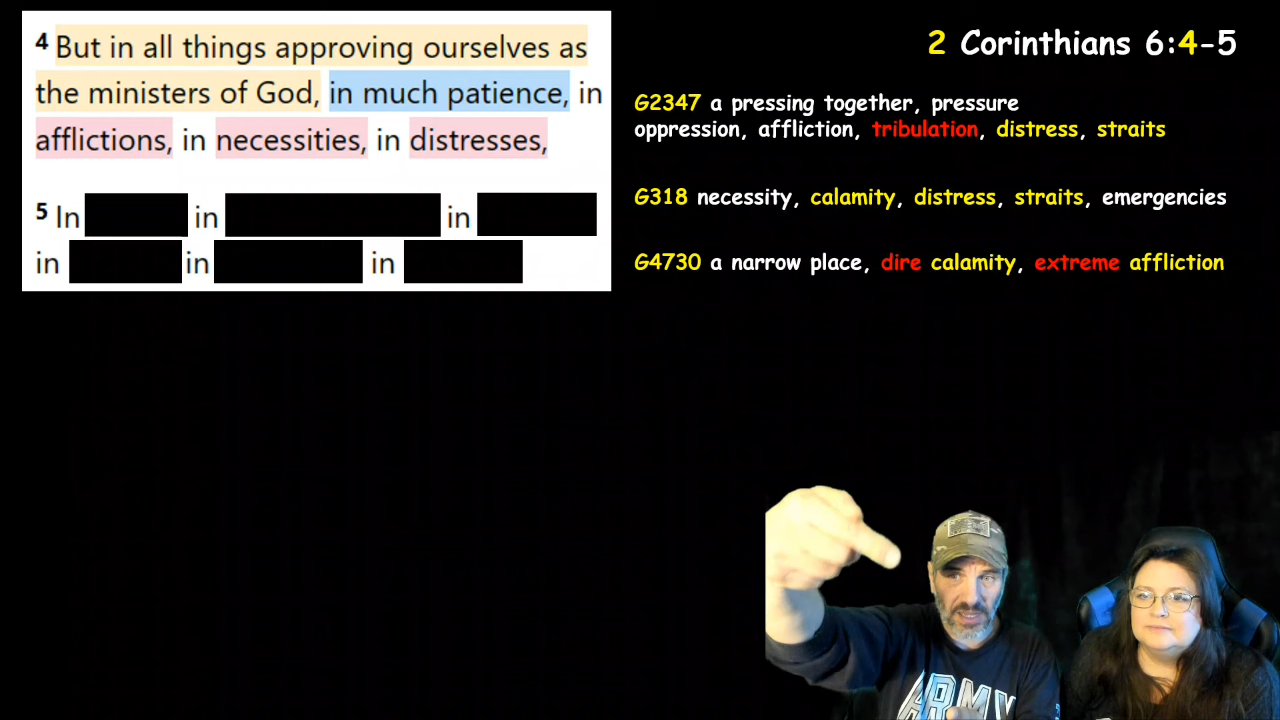 4 But in all things approving ourselves as
the ministers of God, in much patience, in
afflictions, in necessities, in distresses,
5 In in in
in in in
2 Corinthians 6:4-5
G2347 a pressing together, pressure
oppression, affliction, tribulation, distress, straits
G318 necessity, calamity, distress, straits, emergencies
G4730 a narrow place, dire calamity, extreme affliction
ARMY